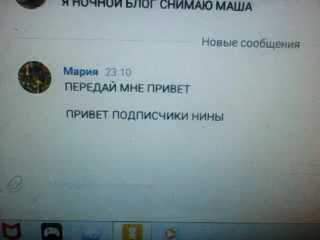 Я НОЧНОЙ БЛОГ СНИМАЮ МАША
Новые сообщения
Мария 23:10
ПЕРЕДАЙ МНЕ ПРИВЕТ
ПРИВЕТ ПОДПИСЧИКИ НИНЫ